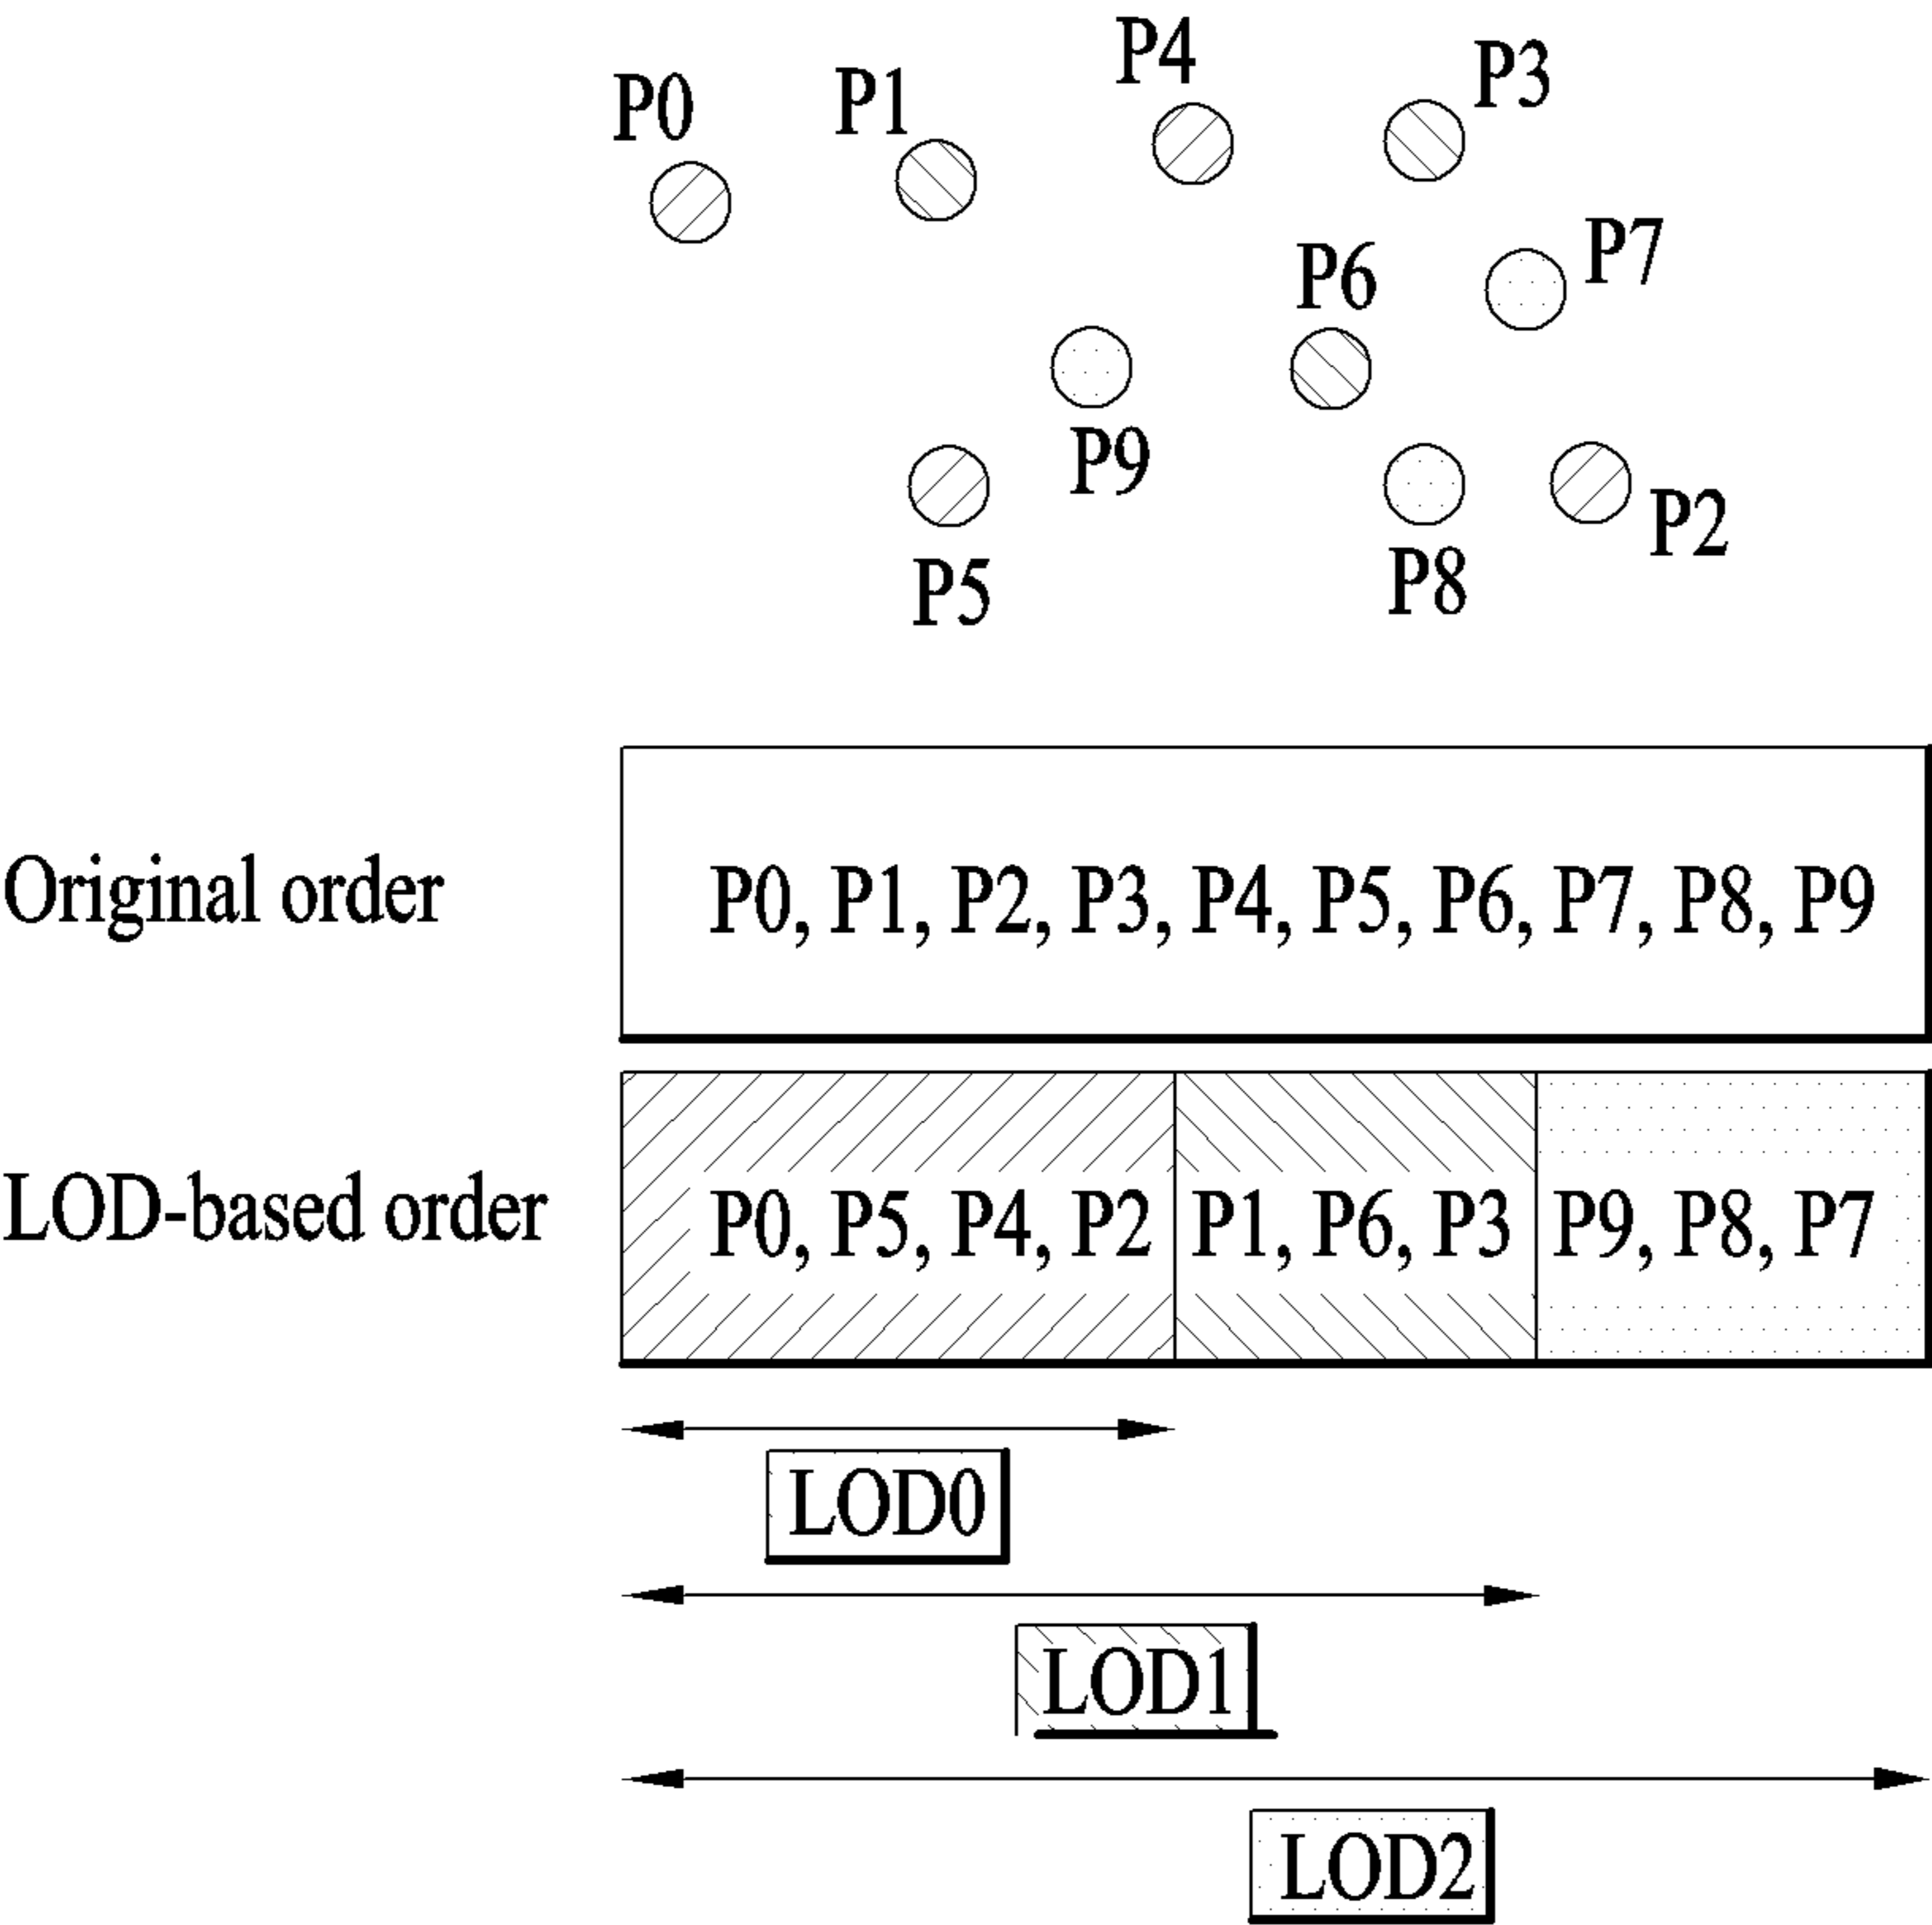 P4
P3
P0
P1
P7
P6
P9
P2
P8
P5
Original order
P0, P1, P2, P3, P4, P5, P6, P7, P8, P9
LOD-based order
P0, P5, P4, P2
P1, P6, P3
P9, P8, P7
LOD0
LOD1
LOD2